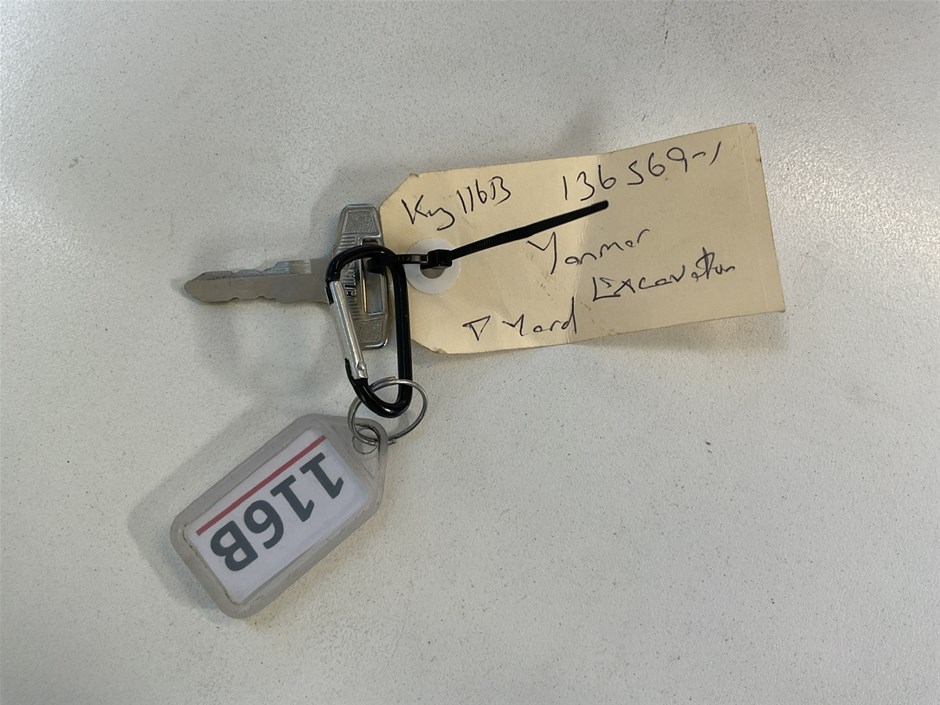 Key 116B 136569-1
Yanmar
Excavator
Yard
116B